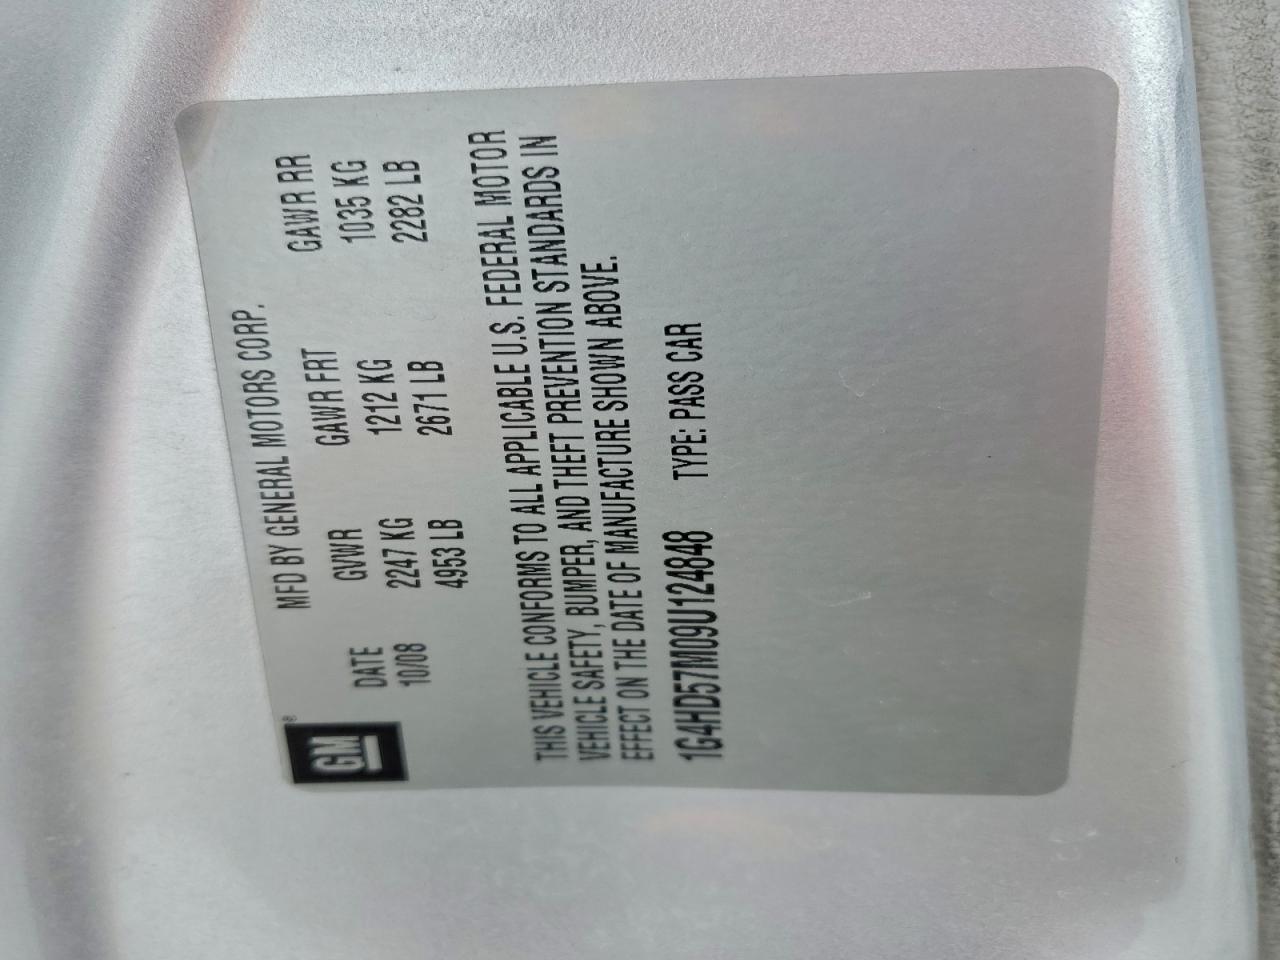 GM®
MFD BY GENERAL MOTORS CORP.
DATE GVWR GAWR FRT GAWR RR
10/08 2247 KG 1212 KG 1035 KG
4953 LB 2671 LB 2282 LB
THIS VEHICLE CONFORMS TO ALL APPLICABLE U.S. FEDERAL MOTOR
VEHICLE SAFETY, BUMPER, AND THEFT PREVENTION STANDARDS IN
EFFECT ON THE DATE OF MANUFACTURE SHOWN ABOVE.
1G4HD57M09U124848 TYPE: PASS CAR